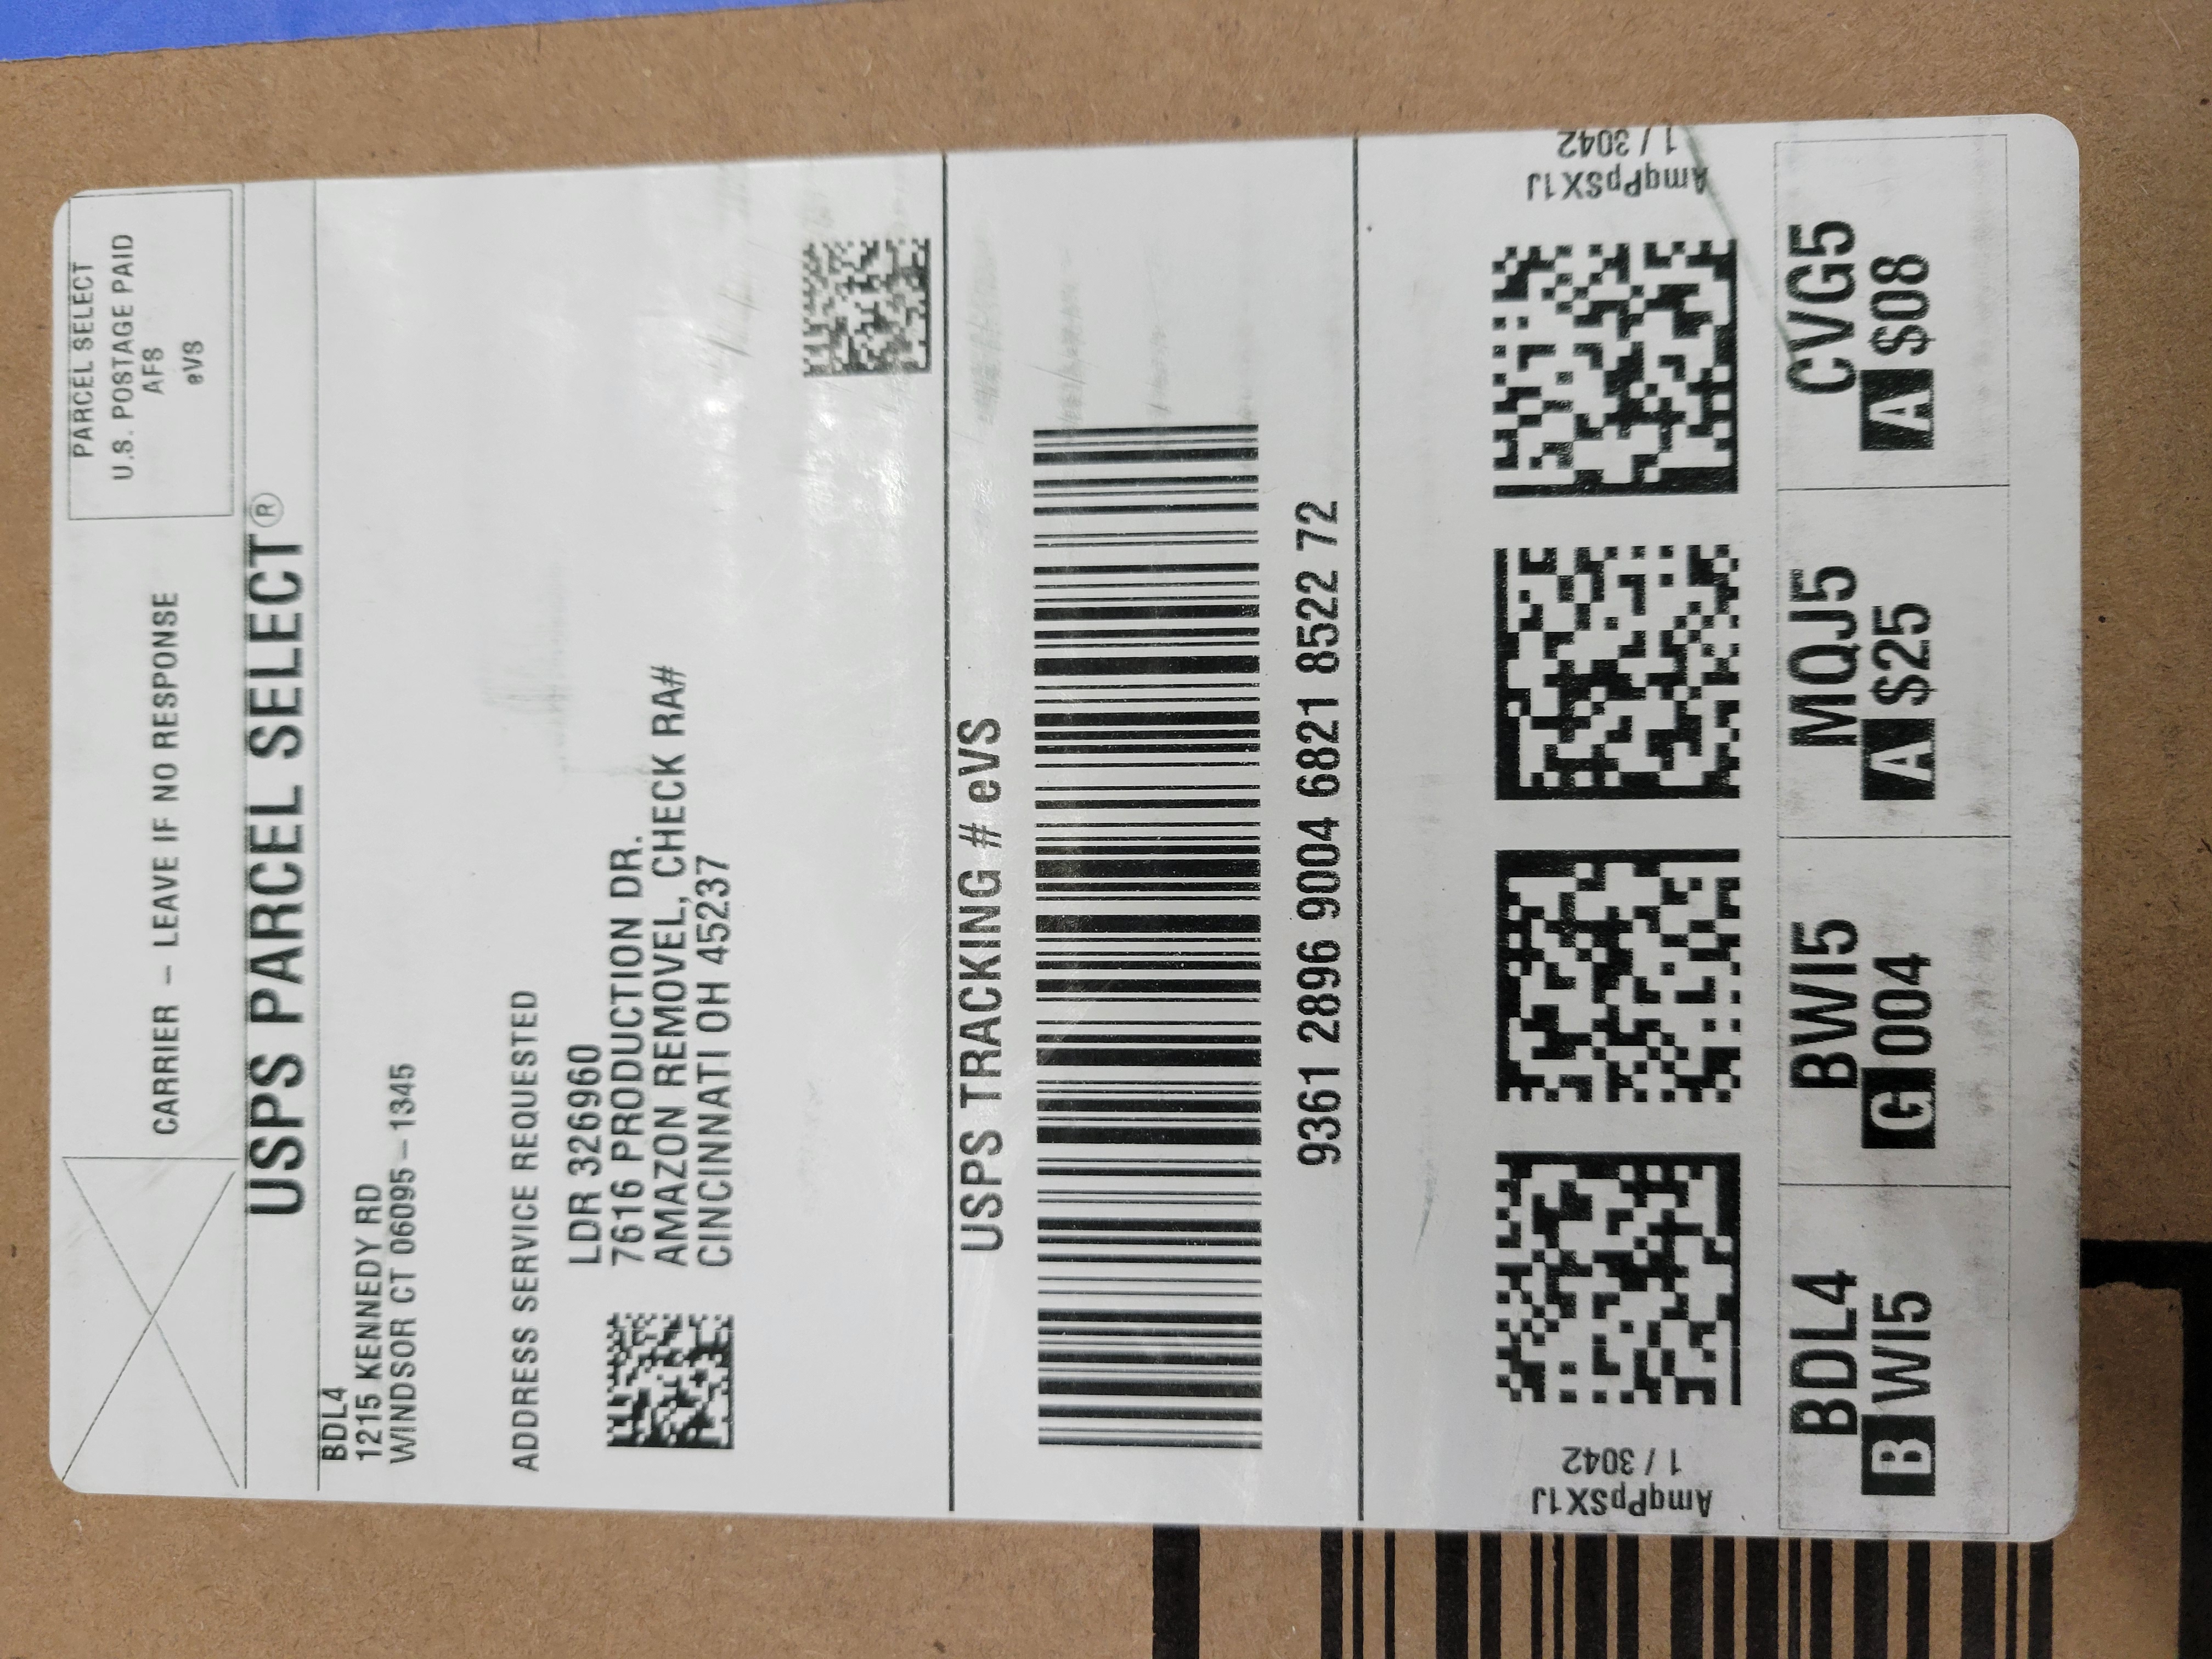 PARCEL SELECT
U.S. POSTAGE PAID
AFS
eVS
CARRIER – LEAVE IF NO RESPONSE
USPS PARCEL SELECT®
BDL4
1215 KENNEDY RD
WINDSOR CT 06095-1345
ADDRESS SERVICE REQUESTED
LDR 326960
7616 PRODUCTION DR.
AMAZON REMOVEL, CHECK RA#
CINCINNATI OH 45237
USPS TRACKING # eVS
9361 2896 9004 6821 8522 72
AmqPpSX1J
1 / 3042
AmqPpSX1J
1 / 3042
BDL4
B WI5
BWI5
G 004
MQJ5
A $25
CVG5
A $08